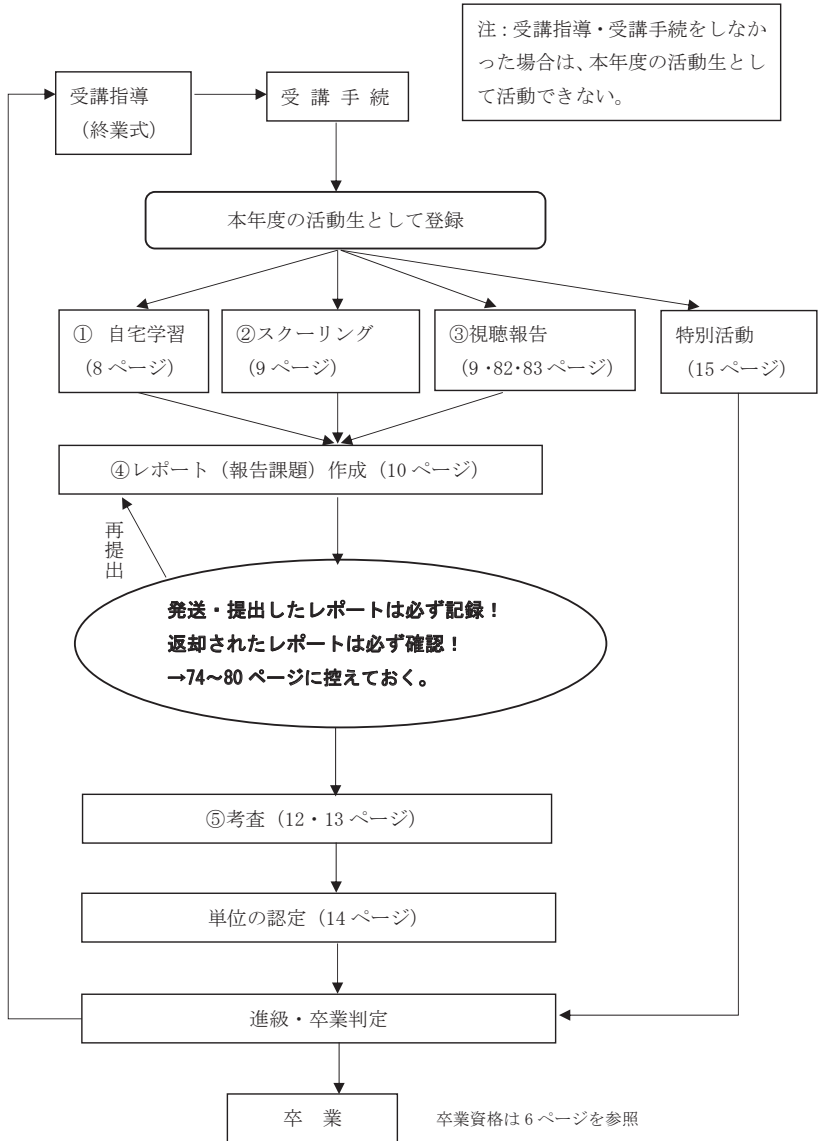 注：受講指導・受講手続をしなか
った場合は、本年度の活動生とし
て活動できない。
受講指導
（終業式）
受 講 手 続
本年度の活動生として登録
① 自宅学習
（8 ページ）
②スクーリング
（9 ページ）
③視聴報告
（9・82・83 ページ）
特別活動
（15 ページ）
④レポート（報告課題）作成（10 ページ）
再提出
発送・提出したレポートは必ず記録！
返却されたレポートは必ず確認！
→74～80 ページに控えておく。
⑤考査（12・13 ページ）
単位の認定（14 ページ）
進級・卒業判定
卒 業
卒業資格は 6 ページを参照